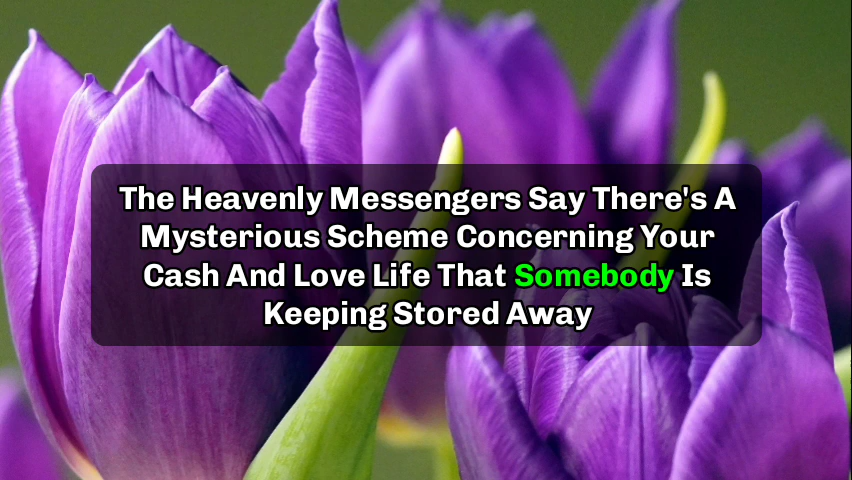 The Heavenly Messengers Say There's A
Mysterious Scheme Concerning Your
Cash And Love Life That Somebody Is
Keeping Stored Away